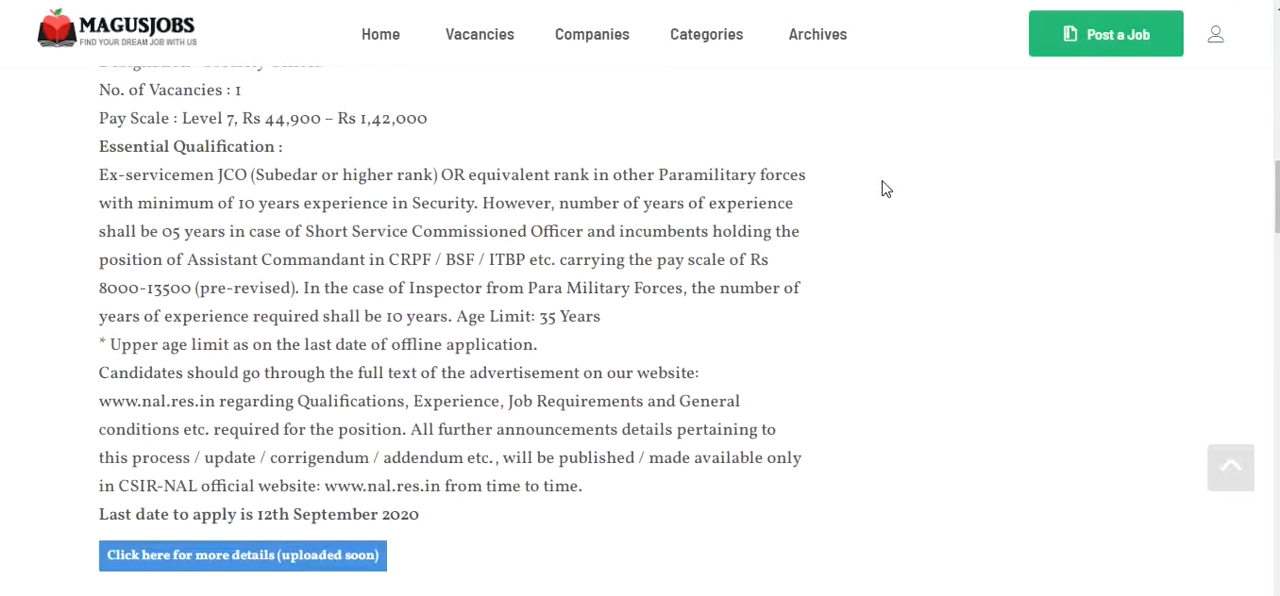 MAGUSJOBS
FIND YOUR DREAM JOB WITH US
Home
Vacancies
Companies
Categories
Archives
Post a Job
No. of Vacancies : 1
Pay Scale : Level 7, Rs 44,900 – Rs 1,42,000
Essential Qualification :
Ex-servicemen JCO (Subedar or higher rank) OR equivalent rank in other Paramilitary forces
with minimum of 10 years experience in Security. However, number of years of experience
shall be 05 years in case of Short Service Commissioned Officer and incumbents holding the
position of Assistant Commandant in CRPF / BSF / ITBP etc. carrying the pay scale of Rs
8000-13500 (pre-revised). In the case of Inspector from Para Military Forces, the number of
years of experience required shall be 10 years. Age Limit: 35 Years
* Upper age limit as on the last date of offline application.
Candidates should go through the full text of the advertisement on our website:
www.nal.res.in regarding Qualifications, Experience, Job Requirements and General
conditions etc. required for the position. All further announcements details pertaining to
this process / update / corrigendum / addendum etc., will be published / made available only
in CSIR-NAL official website: www.nal.res.in from time to time.
Last date to apply is 12th September 2020
Click here for more details (uploaded soon)